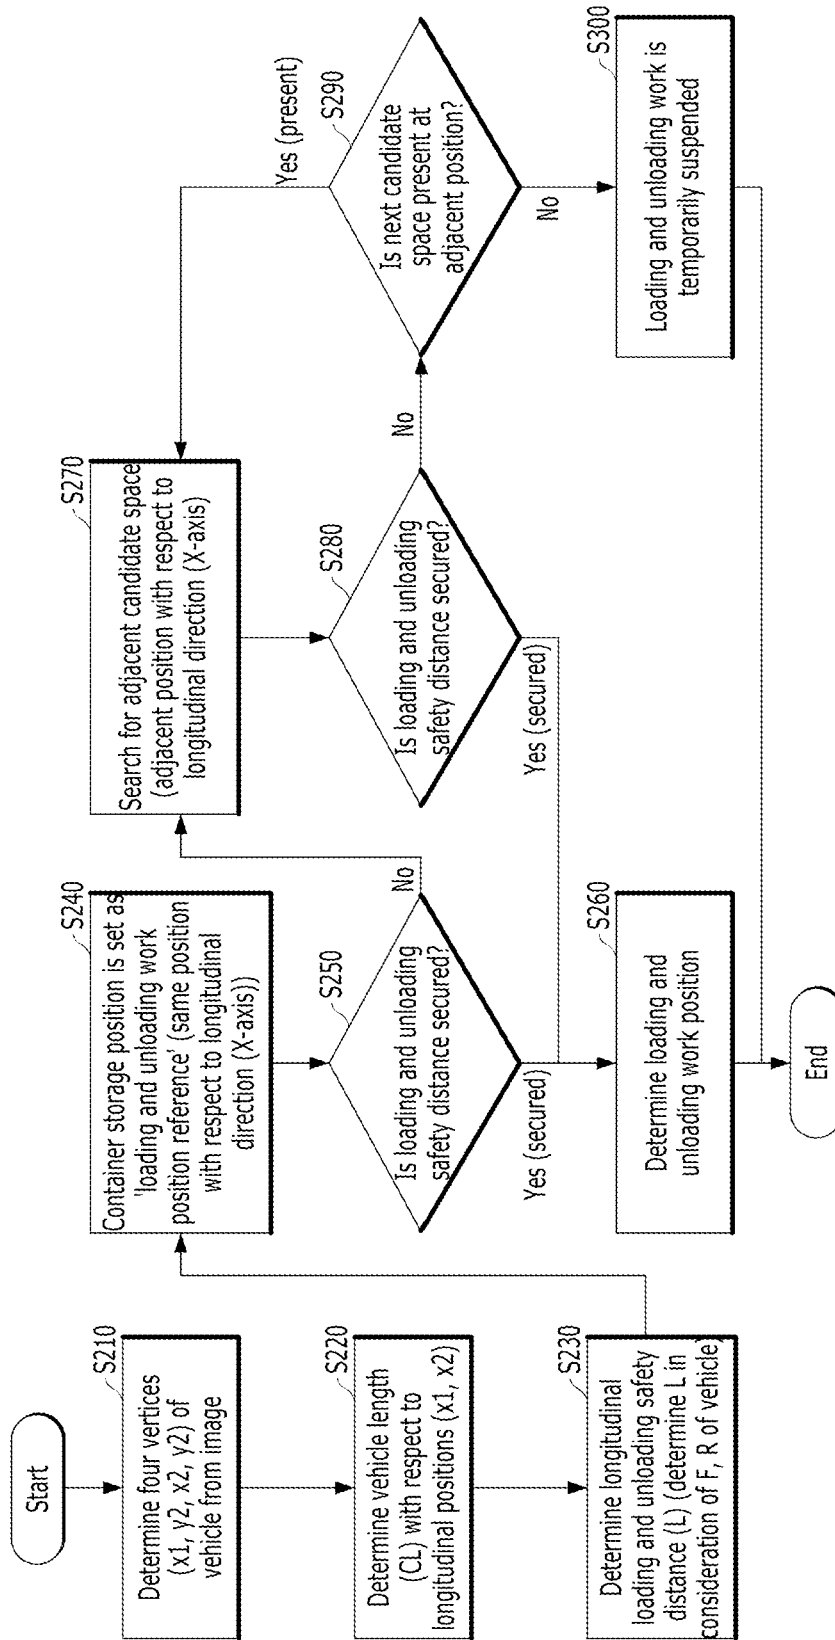 Start
S210
Determine four vertices
(x1, y2, x2, y2) of
vehicle from image
S220
Determine vehicle length
(CL) with respect to
longitudinal positions (x1, x2)
S230
Determine longitudinal
loading and unloading safety
distance (L) (determine L in
consideration of F, R of vehicle)
S240
Container storage position is set as
'loading and unloading work
position reference' (same position
with respect to longitudinal
direction (X-axis))
S250
Is loading and unloading
safety distance secured?
No
Yes (secured)
S260
Determine loading and
unloading work position
End
S270
Search for adjacent candidate space
(adjacent position with respect to
longitudinal direction (X-axis)
S280
Is loading and unloading
safety distance secured?
No
Yes (secured)
S290
Is next candidate
space present at
adjacent position?
Yes (present)
No
S300
Loading and unloading work is
temporarily suspended